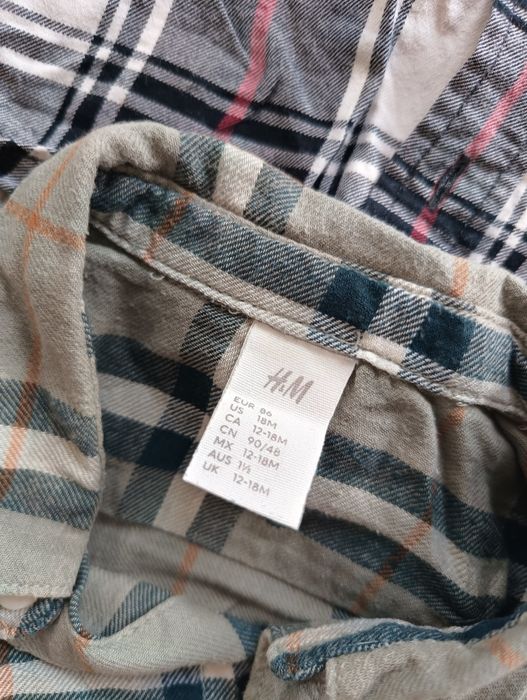 H&M
EUR 86
US 18M
CA 12-18M
CN 90/48
MX 12-18M
AUS 1½
UK 12-18M